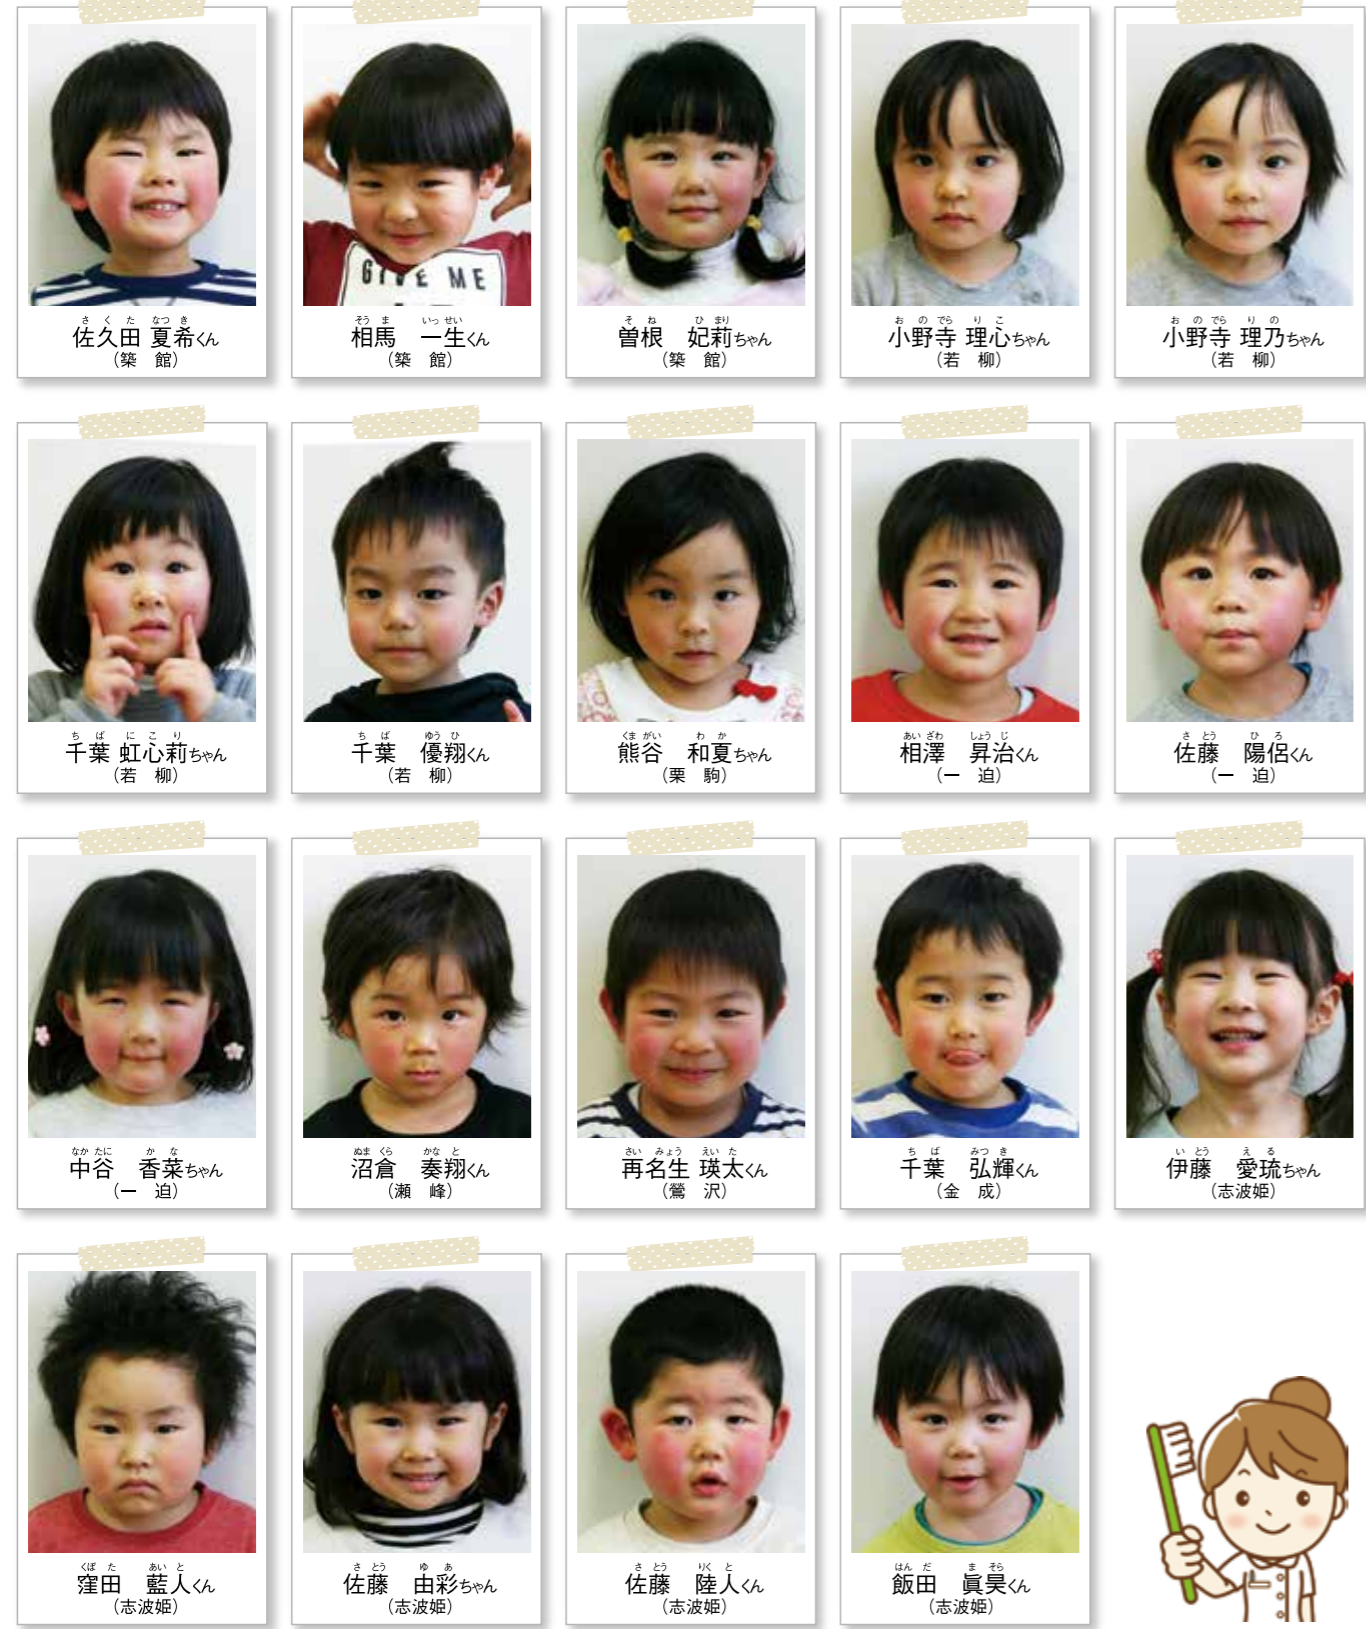 GIVE ME
さ く た なつ き
佐久田 夏希くん
（築 館）
そう ま いっ せい
相馬 一生くん
（築 館）
そ ね ひ まり
曽根 妃莉ちゃん
（築 館）
お の でら り こ
小野寺 理心ちゃん
（若 柳）
お の でら り の
小野寺 理乃ちゃん
（若 柳）
ち ば に こ り
千葉 虹心莉ちゃん
（若 柳）
ち ば ゆう ひ
千葉 優翔くん
（若 柳）
くま がい わ か
熊谷 和夏ちゃん
（栗 駒）
あい ざわ しょう じ
相澤 昇治くん
（一 迫）
さ とう ひ ろ
佐藤 陽侶くん
（一 迫）
なか たに か な
中谷 香菜ちゃん
（一 迫）
ぬま くら かな と
沼倉 奏翔くん
（瀬 峰）
さい みょう えい た
再名生 瑛太くん
（鶯 沢）
ち ば みつ き
千葉 弘輝くん
（金 成）
い とう え る
伊藤 愛琉ちゃん
（志波姫）
くぼ た あい と
窪田 藍人くん
（志波姫）
さ とう ゆ あ
佐藤 由彩ちゃん
（志波姫）
さ とう りく と
佐藤 陸人くん
（志波姫）
はん だ ま そら
飯田 眞昊くん
（志波姫）